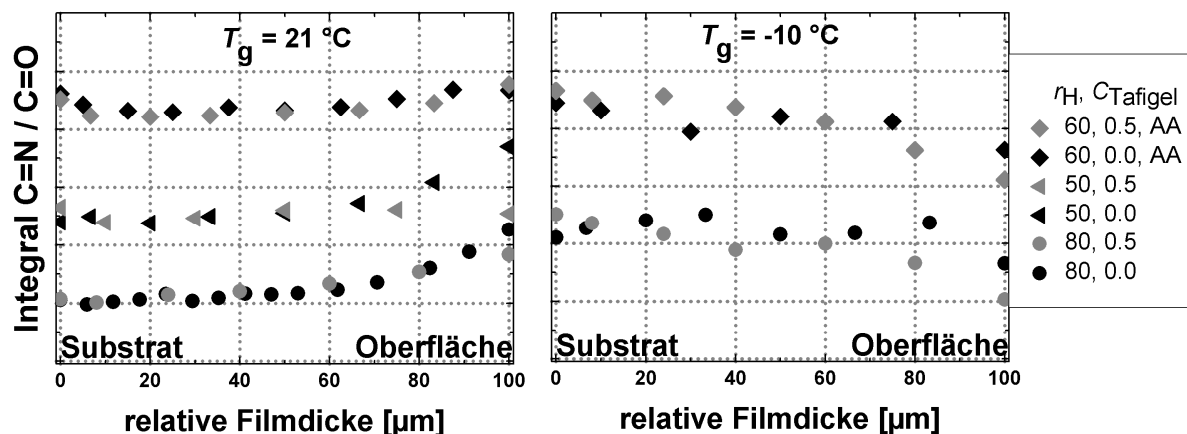 Integral C=N / C=O
Tg = 21 °C
Substrat
Oberfläche
0 20 40 60 80 100
relative Filmdicke [µm]
Tg = -10 °C
Substrat
Oberfläche
0 20 40 60 80 100
relative Filmdicke [µm]
rH, CTafigel
60, 0.5, AA
60, 0.0, AA
50, 0.5
50, 0.0
80, 0.5
80, 0.0